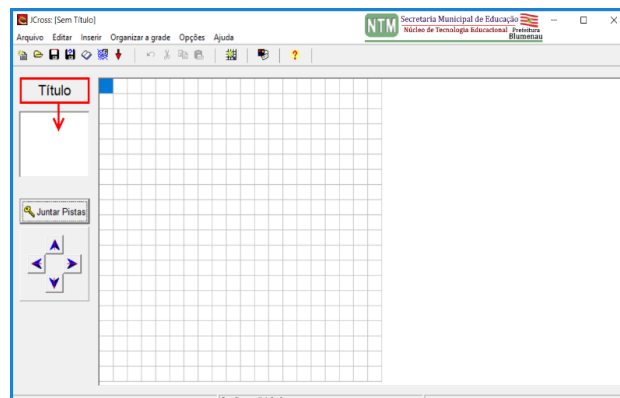 JCross: [Sem Título]
NTM
Secretaria Municipal de Educação
Núcleo de Tecnologia Educacional
Prefeitura
Blumenau
Arquivo Editar Inserir Organizar a grade Opções Ajuda
Título
Juntar Pistas